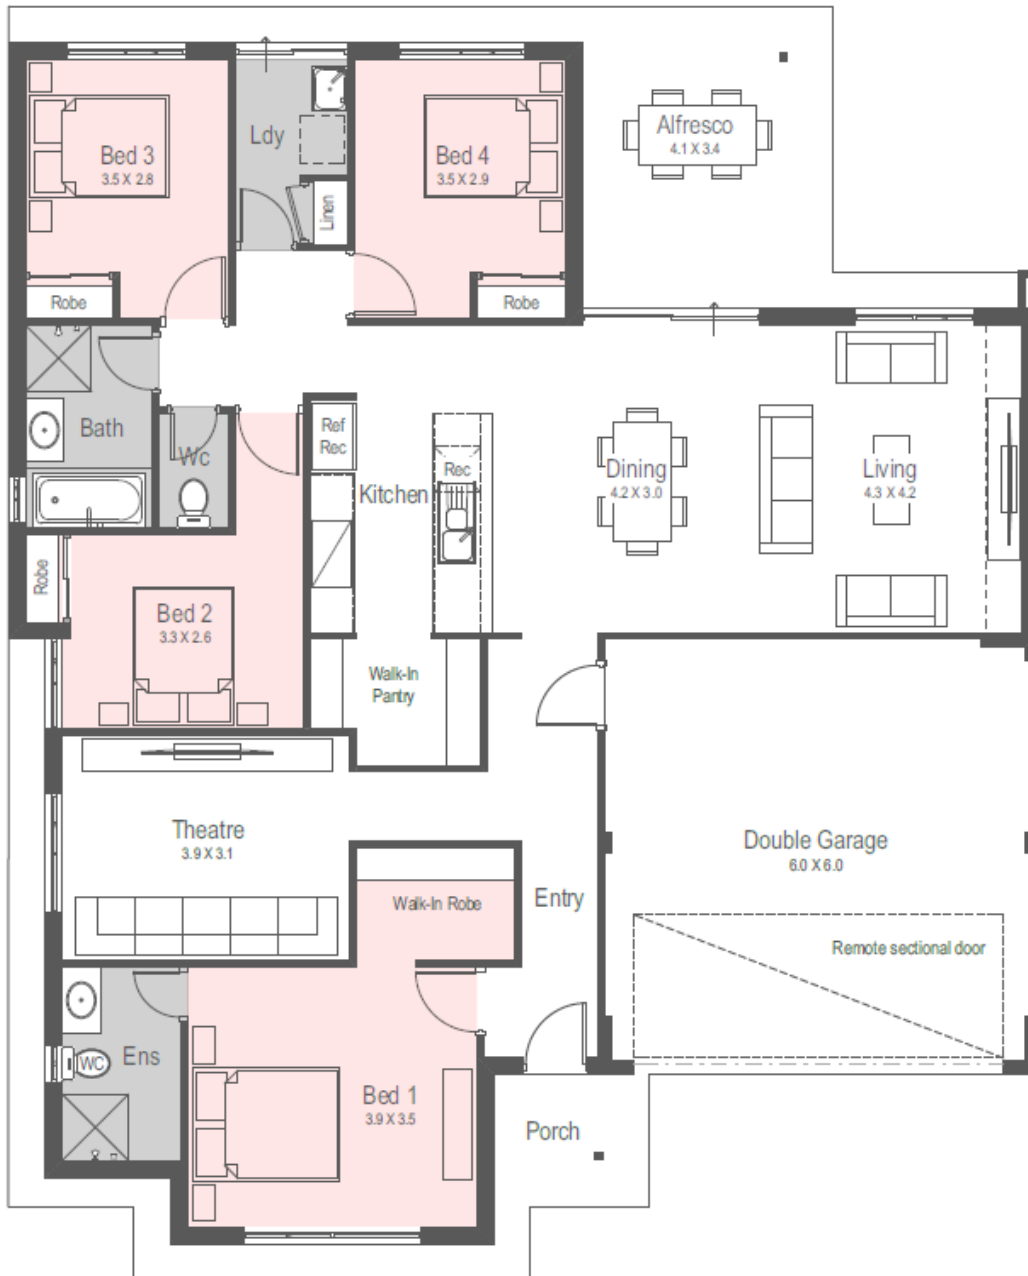 Bed 3
3.5 X 2.8
Ldy
Linen
Bed 4
3.5 X 2.9
Alfresco
4.1 X 3.4
Robe
Robe
Bath
Wc
Ref
Rec
Kitchen
Rec
Dining
4.2 X 3.0
Living
4.3 X 4.2
Robe
Bed 2
3.3 X 2.6
Walk-In
Pantry
Theatre
3.9 X 3.1
Double Garage
6.0 X 6.0
Walk-In Robe
Entry
Remote sectional door
WC
Ens
Bed 1
3.9 X 3.5
Porch